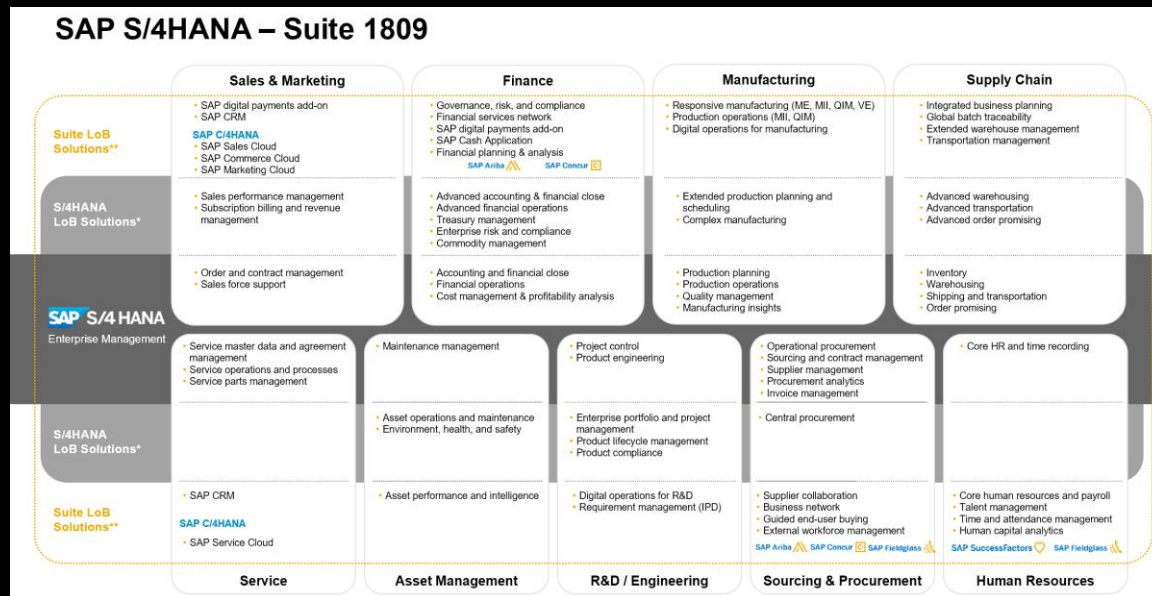 SAP S/4HANA – Suite 1809
Sales & Marketing
Finance
Manufacturing
Supply Chain
Suite LoB
Solutions**
• SAP digital payments add-on
• SAP CRM
SAP C/4HANA
• SAP Sales Cloud
• SAP Commerce Cloud
• SAP Marketing Cloud
• Governance, risk, and compliance
• Financial services network
• SAP digital payments add-on
• SAP Cash Application
• Financial planning & analysis
SAP Ariba SAP Concur C
• Responsive manufacturing (ME, MII, QIM, VE)
• Production operations (MII, QIM)
• Digital operations for manufacturing
• Integrated business planning
• Global batch traceability
• Extended warehouse management
• Transportation management
S/4HANA
LoB Solutions*
• Sales performance management
• Subscription billing and revenue
management
• Advanced accounting & financial close
• Advanced financial operations
• Treasury management
• Enterprise risk and compliance
• Commodity management
• Extended production planning and
scheduling
• Complex manufacturing
• Advanced warehousing
• Advanced transportation
• Advanced order promising
SAP S/4 HANA
Enterprise Management
• Order and contract management
• Sales force support
• Accounting and financial close
• Financial operations
• Cost management & profitability analysis
• Production planning
• Production operations
• Quality management
• Manufacturing insights
• Inventory
• Warehousing
• Shipping and transportation
• Order promising
• Service master data and agreement
management
• Service operations and processes
• Service parts management
• Maintenance management
• Project control
• Product engineering
• Operational procurement
• Sourcing and contract management
• Supplier management
• Procurement analytics
• Invoice management
• Core HR and time recording
S/4HANA
LoB Solutions*
• Asset operations and maintenance
• Environment, health, and safety
• Enterprise portfolio and project
management
• Product lifecycle management
• Product compliance
• Central procurement
Suite LoB
Solutions**
• SAP CRM
SAP C/4HANA
• SAP Service Cloud
• Asset performance and intelligence
• Digital operations for R&D
• Requirement management (IPD)
• Supplier collaboration
• Business network
• Guided end-user buying
• External workforce management
SAP Ariba SAP Concur C SAP Fieldglass
• Core human resources and payroll
• Talent management
• Time and attendance management
• Human capital analytics
SAP SuccessFactors SAP Fieldglass
Service
Asset Management
R&D / Engineering
Sourcing & Procurement
Human Resources